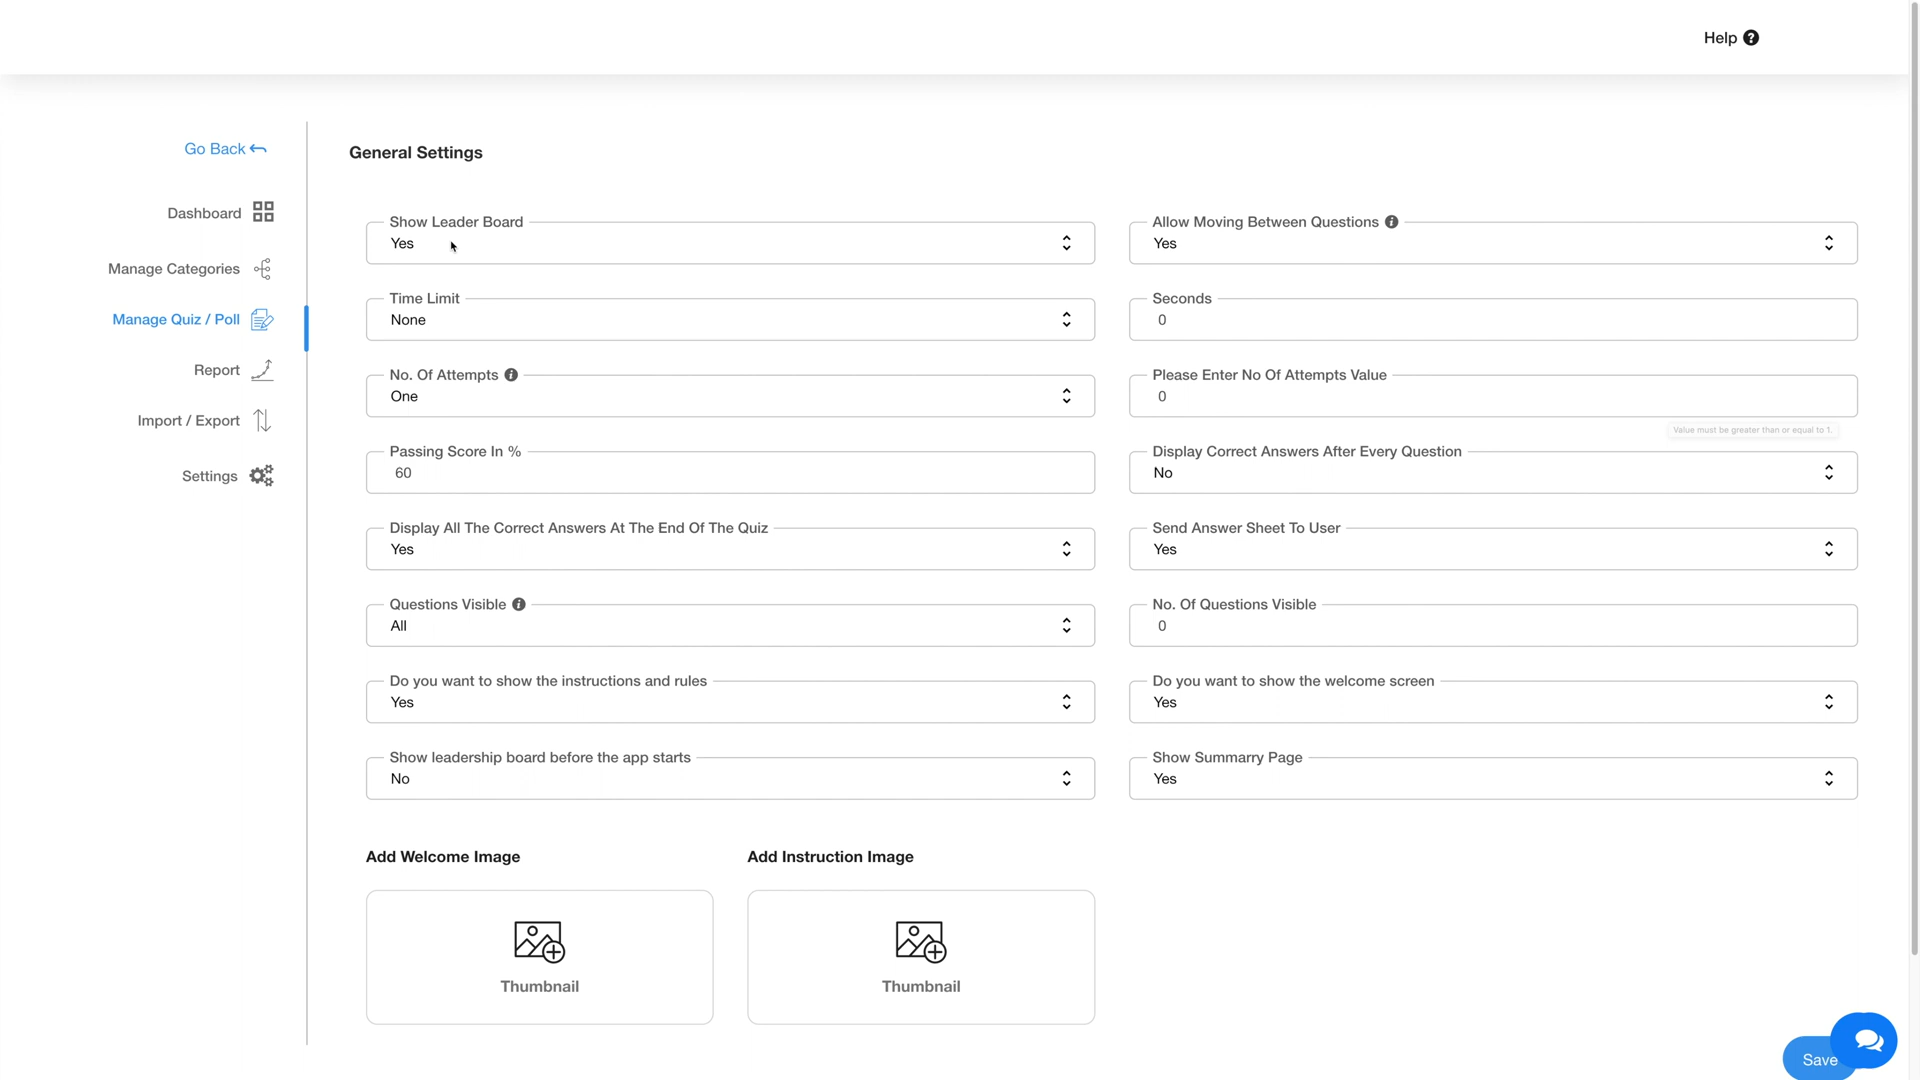 Help
Go Back
Dashboard
Manage Categories
Manage Quiz / Poll
Report
Import / Export
Settings
General Settings
Show Leader Board
Yes
Allow Moving Between Questions
Yes
Time Limit
None
Seconds
0
No. Of Attempts
One
Please Enter No Of Attempts Value
0
Value must be greater than or equal to 1.
Passing Score In %
60
Display Correct Answers After Every Question
No
Display All The Correct Answers At The End Of The Quiz
Yes
Send Answer Sheet To User
Yes
Questions Visible
All
No. Of Questions Visible
0
Do you want to show the instructions and rules
Yes
Do you want to show the welcome screen
Yes
Show leadership board before the app starts
No
Show Summarry Page
Yes
Add Welcome Image
Add Instruction Image
Thumbnail
Thumbnail
Save